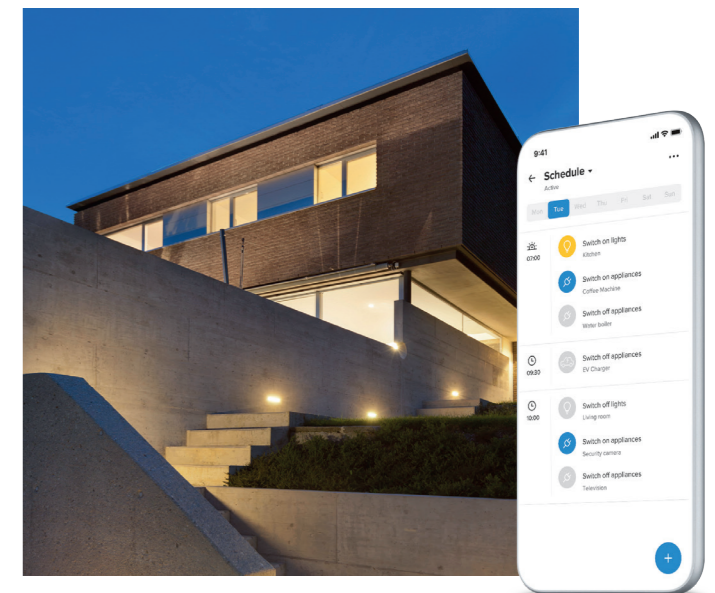 9:41
Schedule
Active
Mon Tue Wed Thu Fri Sat Sun
07:00
Switch on lights
Kitchen
Switch on appliances
Coffee Machine
Switch off appliances
Water boiler
09:30
Switch off appliances
EV Charger
10:00
Switch off lights
Living room
Switch on appliances
Security camera
Switch off appliances
Television
+